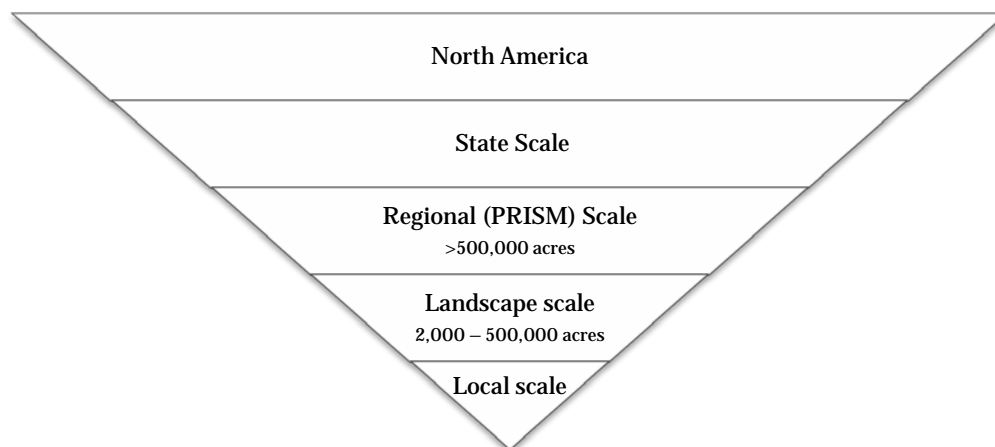 North America
State Scale
Regional (PRISM) Scale
>500,000 acres
Landscape scale
2,000 – 500,000 acres
Local scale